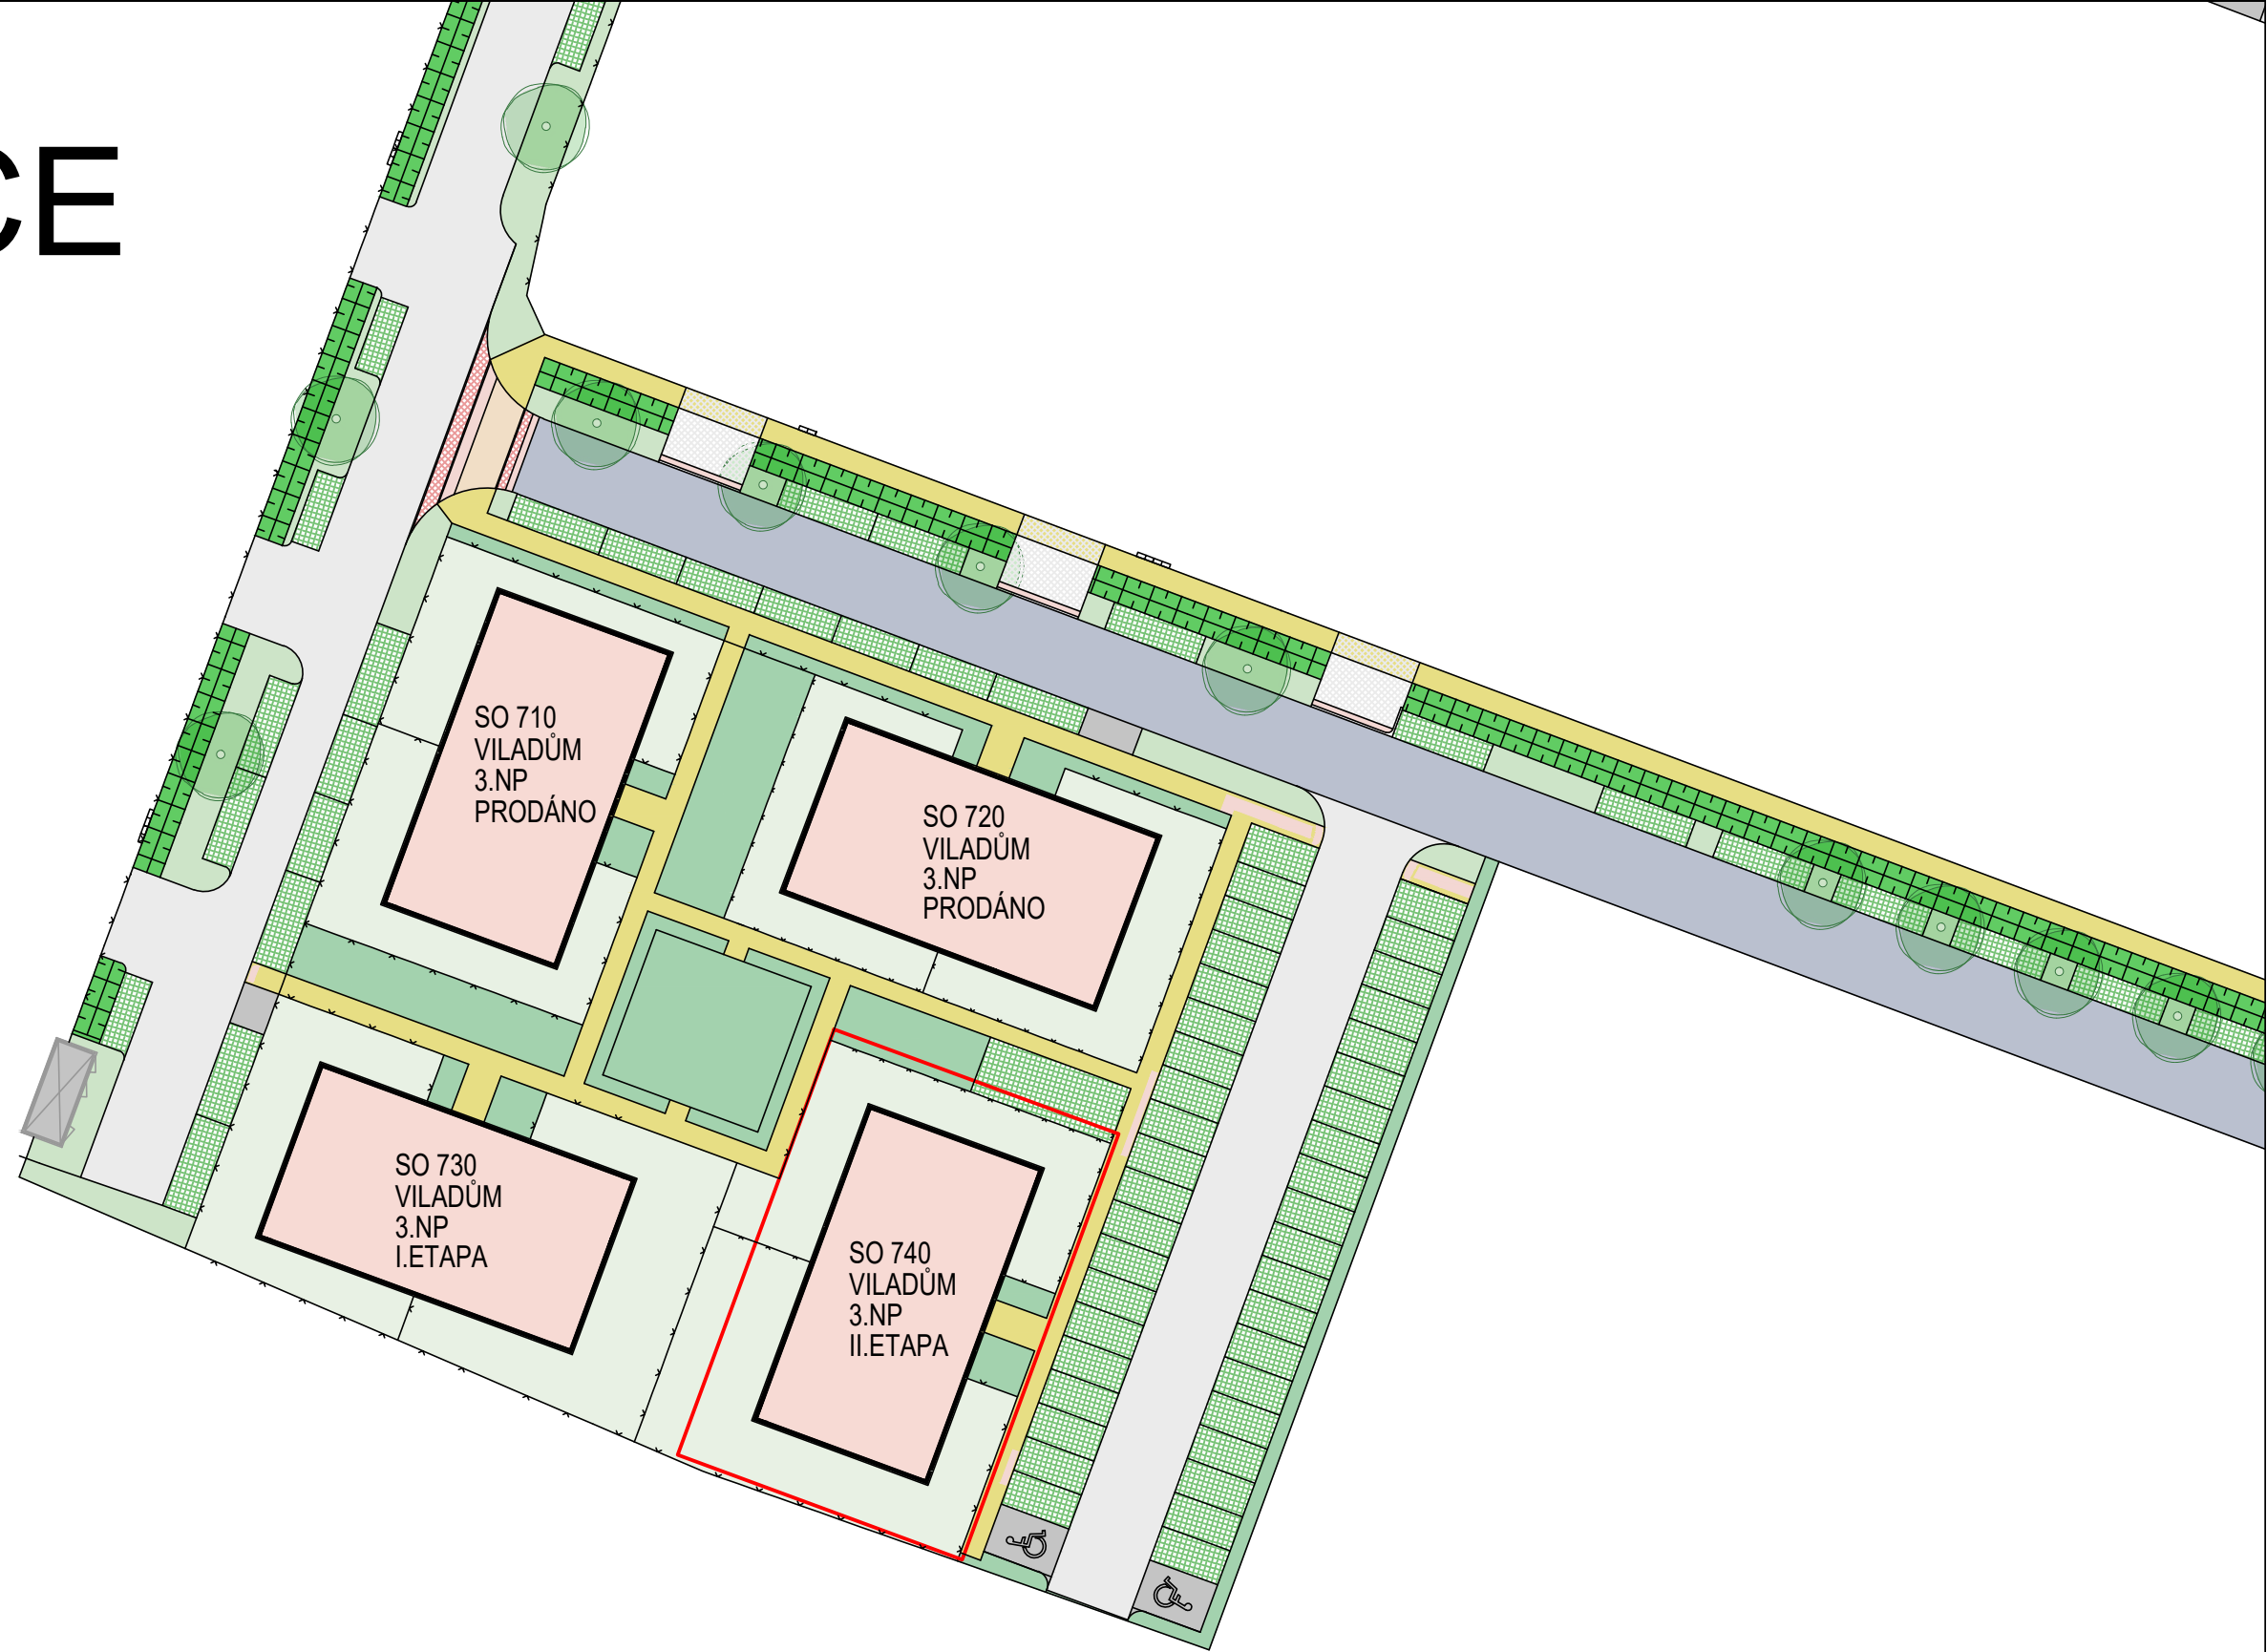 CE
SO 710
VILADŮM
3.NP
PRODÁNO
SO 720
VILADŮM
3.NP
PRODÁNO
SO 730
VILADŮM
3.NP
I.ETAPA
SO 740
VILADŮM
3.NP
II.ETAPA